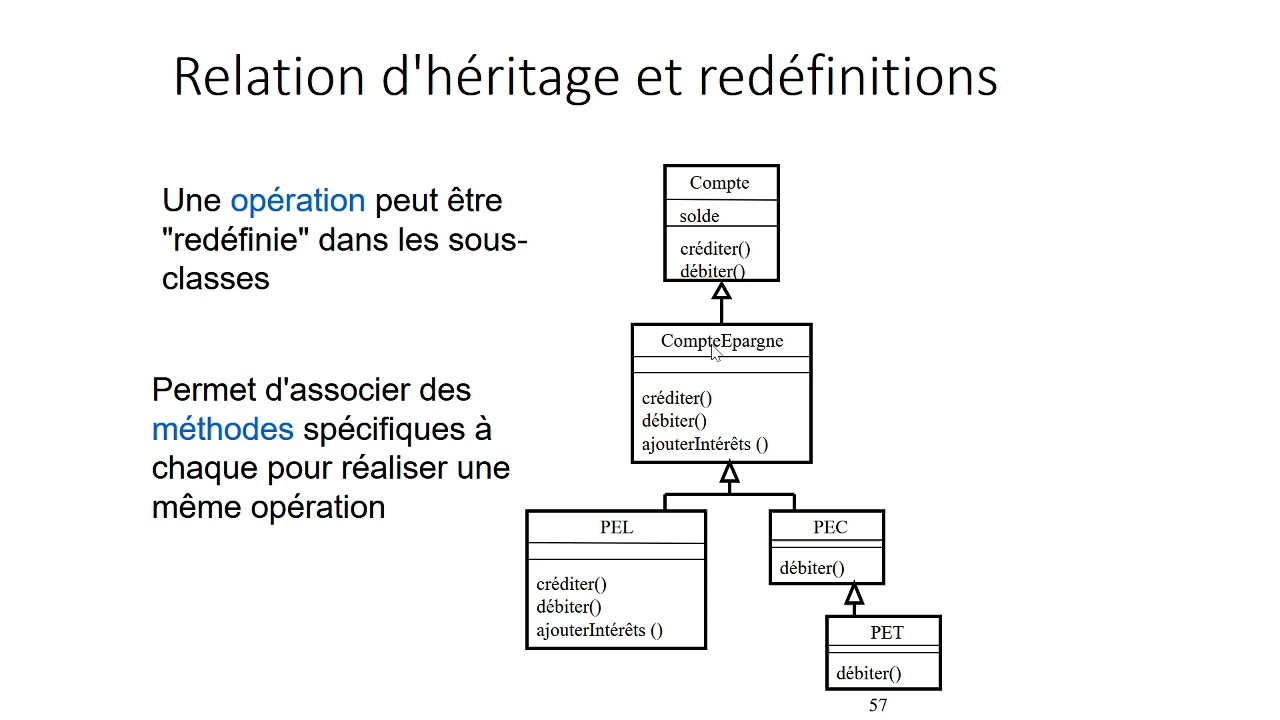 Relation d'héritage et redéfinitions
Une opération peut être
"redéfinie" dans les sous-
classes
Permet d'associer des
méthodes spécifiques à
chaque pour réaliser une
même opération
Compte
solde
créditer()
débiter()
CompteEpargne
créditer()
débiter()
ajouterIntérêts ()
PEL
créditer()
débiter()
ajouterIntérêts ()
PEC
débiter()
PET
débiter()
57